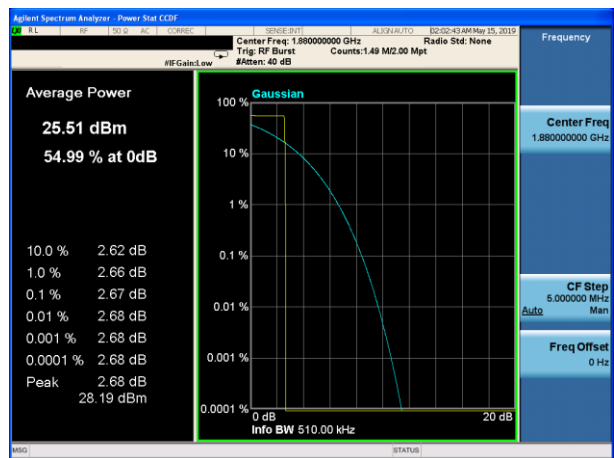 Agilent Spectrum Analyzer - Power Stat CCDF
RL RF 50 Ω AC CORREC SENSE:INT ALIGNAUTO 02:02:43 AM May 15, 2019
Center Freq: 1.880000000 GHz Radio Std: None
Trig: RF Burst Counts:1.49 M/2.00 Mpt
#IFGain:Low #Atten: 40 dB
Frequency
Average Power
25.51 dBm
54.99 % at 0dB
10.0 % 2.62 dB
1.0 % 2.66 dB
0.1 % 2.67 dB
0.01 % 2.68 dB
0.001 % 2.68 dB
0.0001 % 2.68 dB
Peak 2.68 dB
28.19 dBm
Gaussian
100 %
10 %
1 %
0.1 %
0.01 %
0.001 %
0.0001 %
0 dB 20 dB
Info BW 510.00 kHz
Center Freq
1.880000000 GHz
CF Step
5.000000 MHz
Auto Man
Freq Offset
0 Hz
MSG STATUS